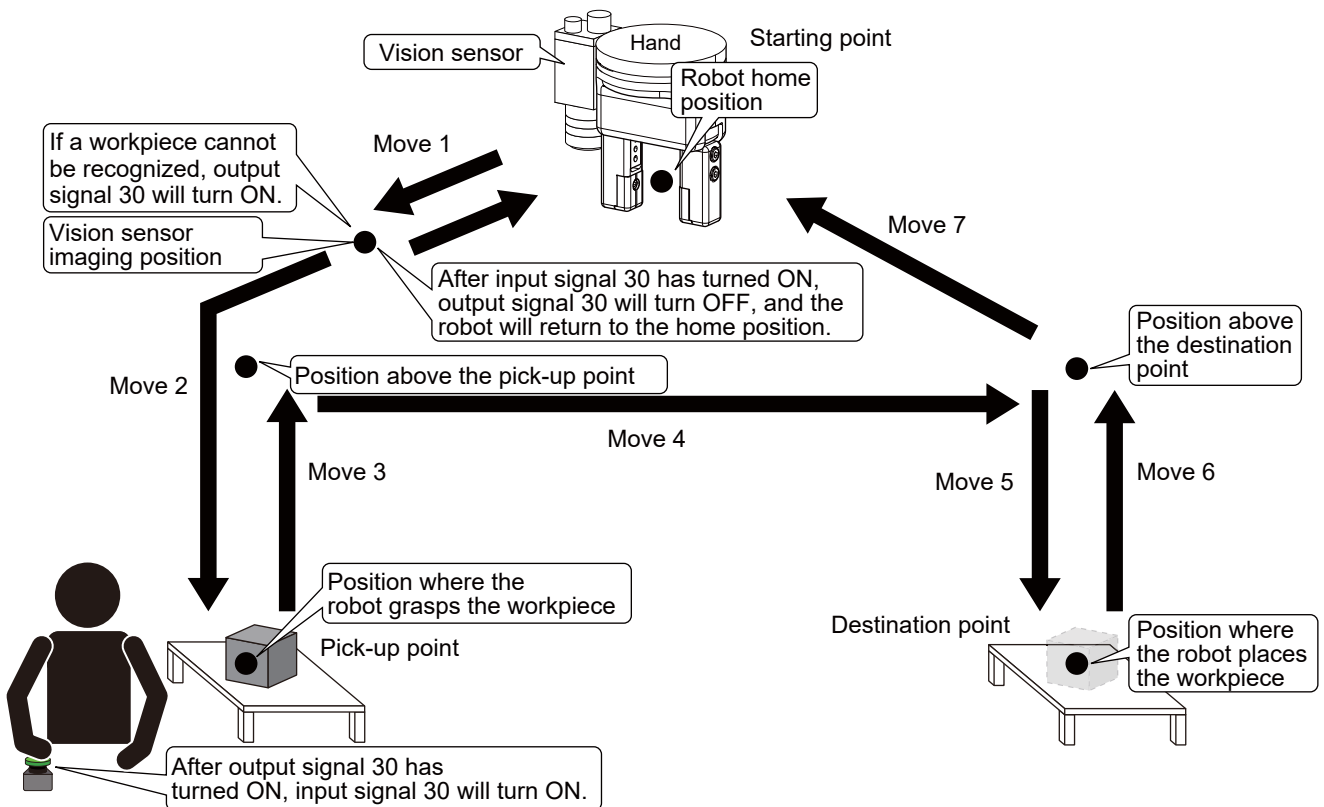 Vision sensor
Hand
Starting point
Robot home
position
If a workpiece cannot
be recognized, output
signal 30 will turn ON.
Move 1
Vision sensor
imaging position
Move 7
After input signal 30 has turned ON,
output signal 30 will turn OFF, and the
robot will return to the home position.
Position above
the destination
point
Move 2
Position above the pick-up point
Move 4
Move 3
Move 5
Move 6
Position where the
robot grasps the workpiece
Pick-up point
Destination point
Position where
the robot places
the workpiece
After output signal 30 has
turned ON, input signal 30 will turn ON.